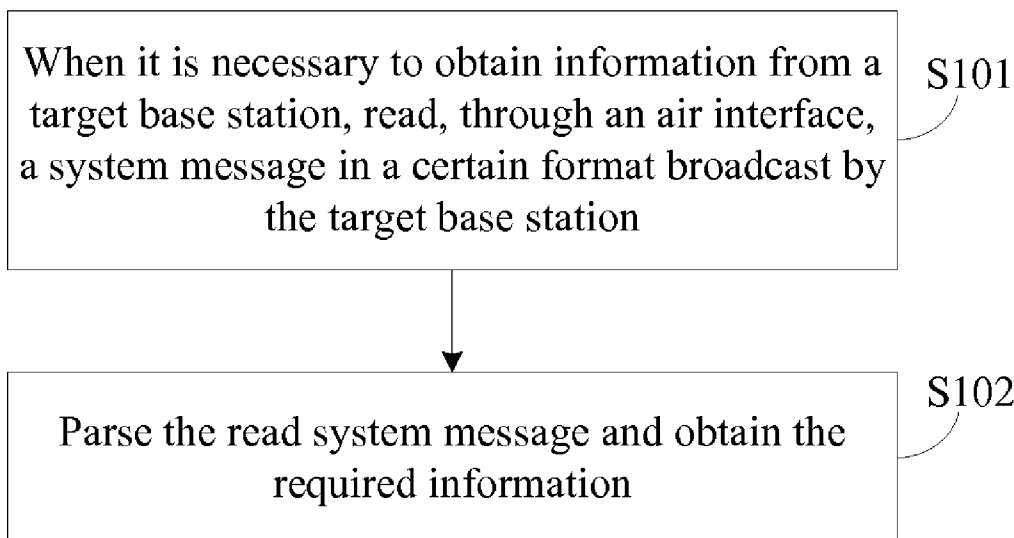 When it is necessary to obtain information from a
target base station, read, through an air interface,
a system message in a certain format broadcast by
the target base station
S101
Parse the read system message and obtain the
required information
S102